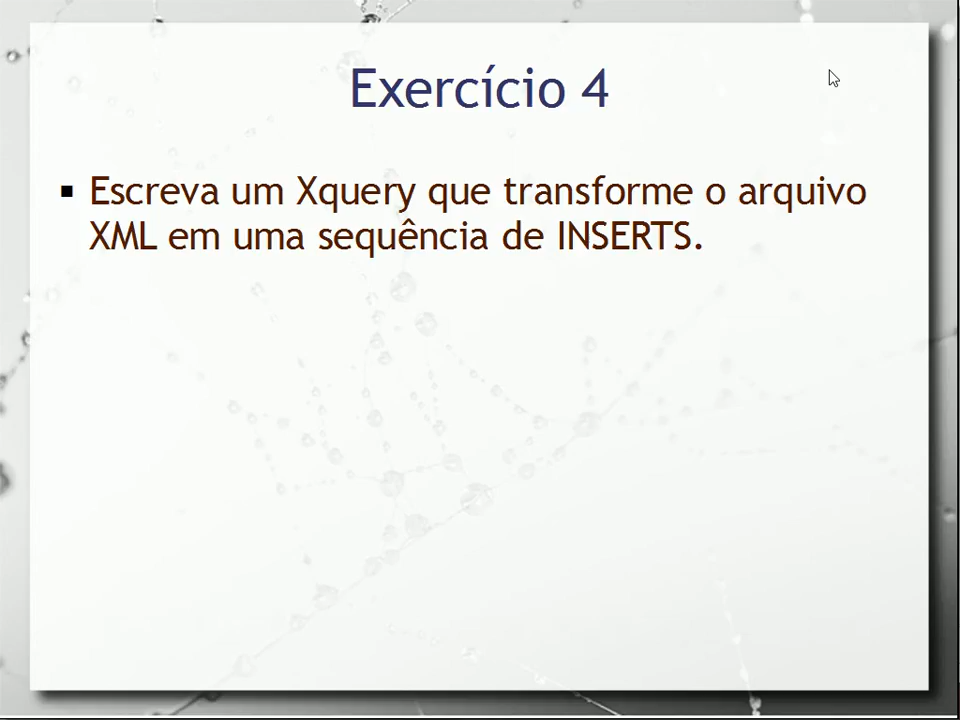 Exercício 4
▪ Escreva um Xquery que transforme o arquivo
XML em uma sequência de INSERTS.